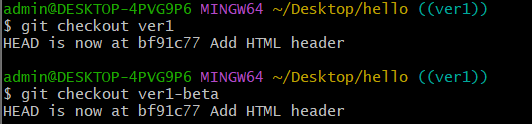 admin@DESKTOP-4PVG9P6 MINGW64 ~/Desktop/hello ((ver1))
$ git checkout ver1
HEAD is now at bf91c77 Add HTML header
admin@DESKTOP-4PVG9P6 MINGW64 ~/Desktop/hello ((ver1))
$ git checkout ver1-beta
HEAD is now at bf91c77 Add HTML header